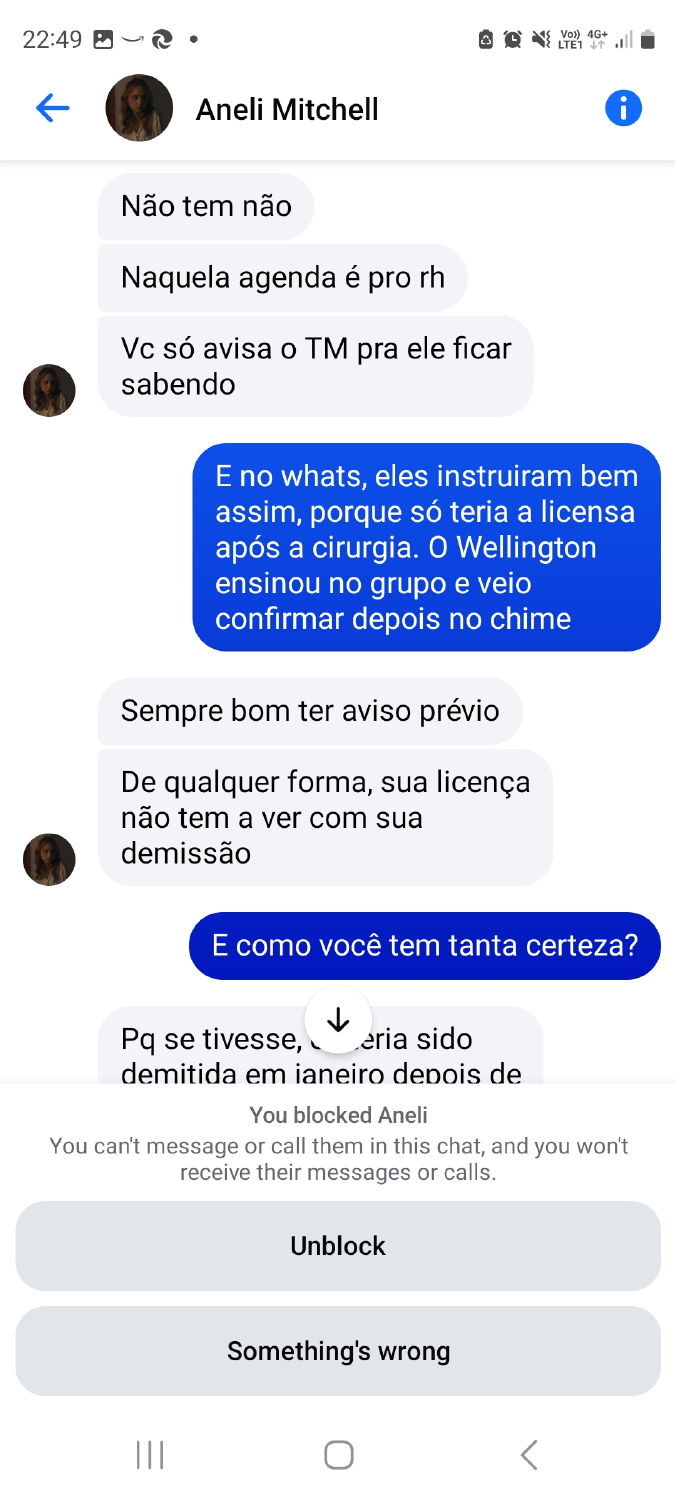 22:49
Vo)) 4G+
LTE1
Aneli Mitchell
Não tem não
Naquela agenda é pro rh
Vc só avisa o TM pra ele ficar
sabendo
E no whats, eles instruiram bem
assim, porque só teria a licensa
após a cirurgia. O Wellington
ensinou no grupo e veio
confirmar depois no chime
Sempre bom ter aviso prévio
De qualquer forma, sua licença
não tem a ver com sua
demissão
E como você tem tanta certeza?
Pq se tivesse, sido
demitida em janeiro depois de
You blocked Aneli
You can't message or call them in this chat, and you won't
receive their messages or calls.
Unblock
Something's wrong